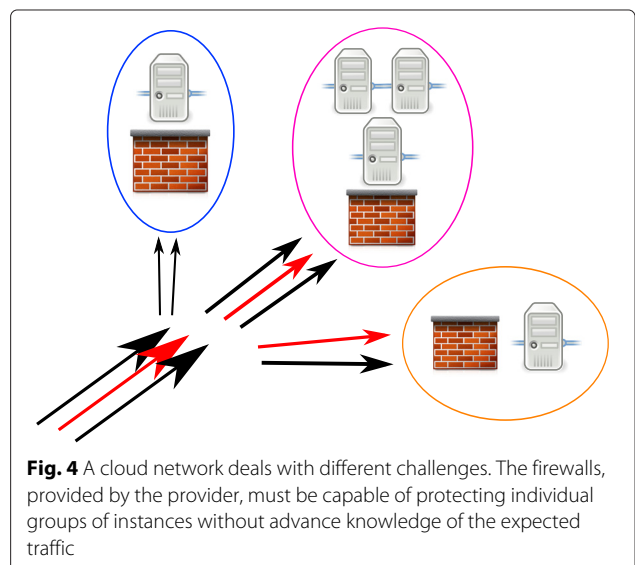 Fig. 4 A cloud network deals with different challenges. The firewalls,
provided by the provider, must be capable of protecting individual
groups of instances without advance knowledge of the expected
traffic